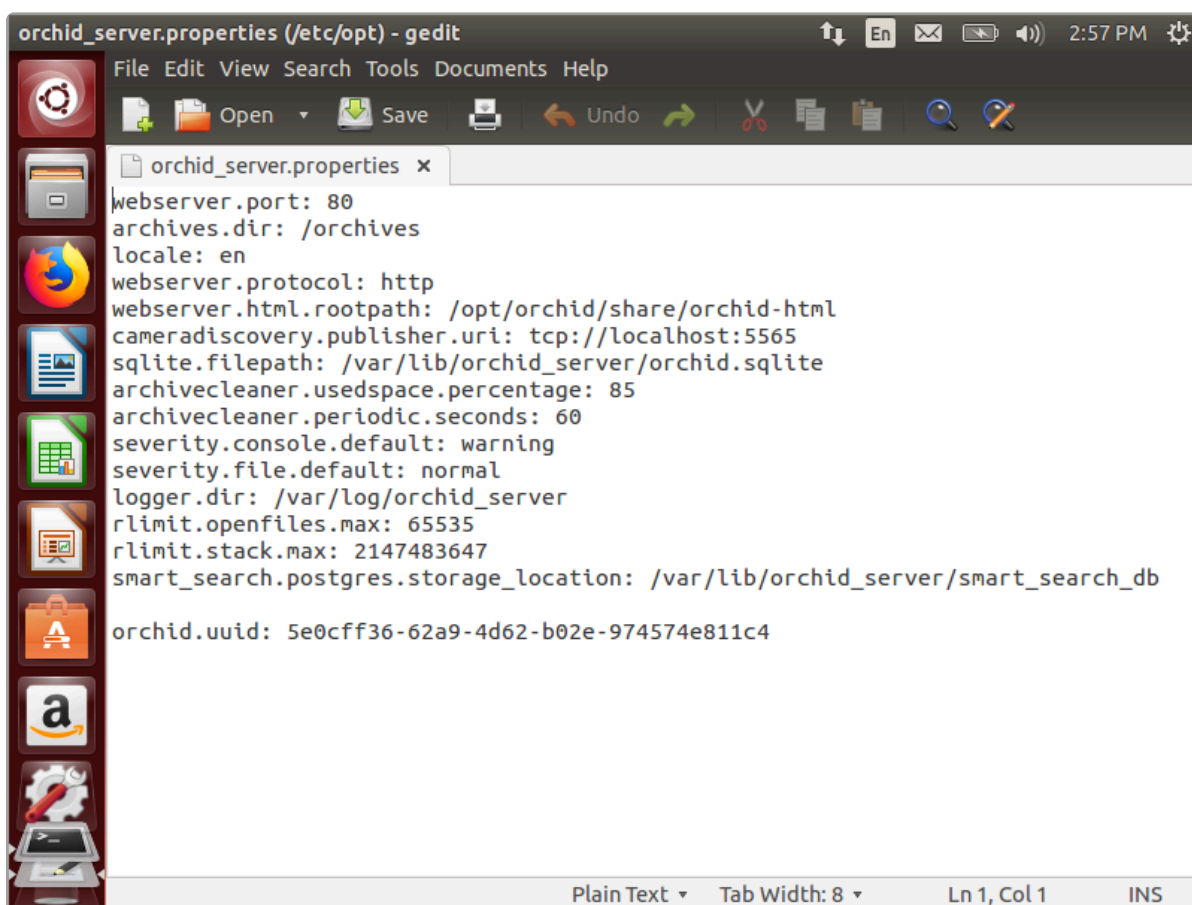 orchid_server.properties (/etc/opt) - gedit En 2:57 PM
File Edit View Search Tools Documents Help
Open Save Undo
orchid_server.properties ×
webserver.port: 80
archives.dir: /orchives
locale: en
webserver.protocol: http
webserver.html.rootpath: /opt/orchid/share/orchid-html
cameradiscovery.publisher.uri: tcp://localhost:5565
sqlite.filepath: /var/lib/orchid_server/orchid.sqlite
archivecleaner.usedspace.percentage: 85
archivecleaner.periodic.seconds: 60
severity.console.default: warning
severity.file.default: normal
logger.dir: /var/log/orchid_server
rlimit.openfiles.max: 65535
rlimit.stack.max: 2147483647
smart_search.postgres.storage_location: /var/lib/orchid_server/smart_search_db
orchid.uuid: 5e0cff36-62a9-4d62-b02e-974574e811c4
Plain Text Tab Width: 8 Ln 1, Col 1 INS